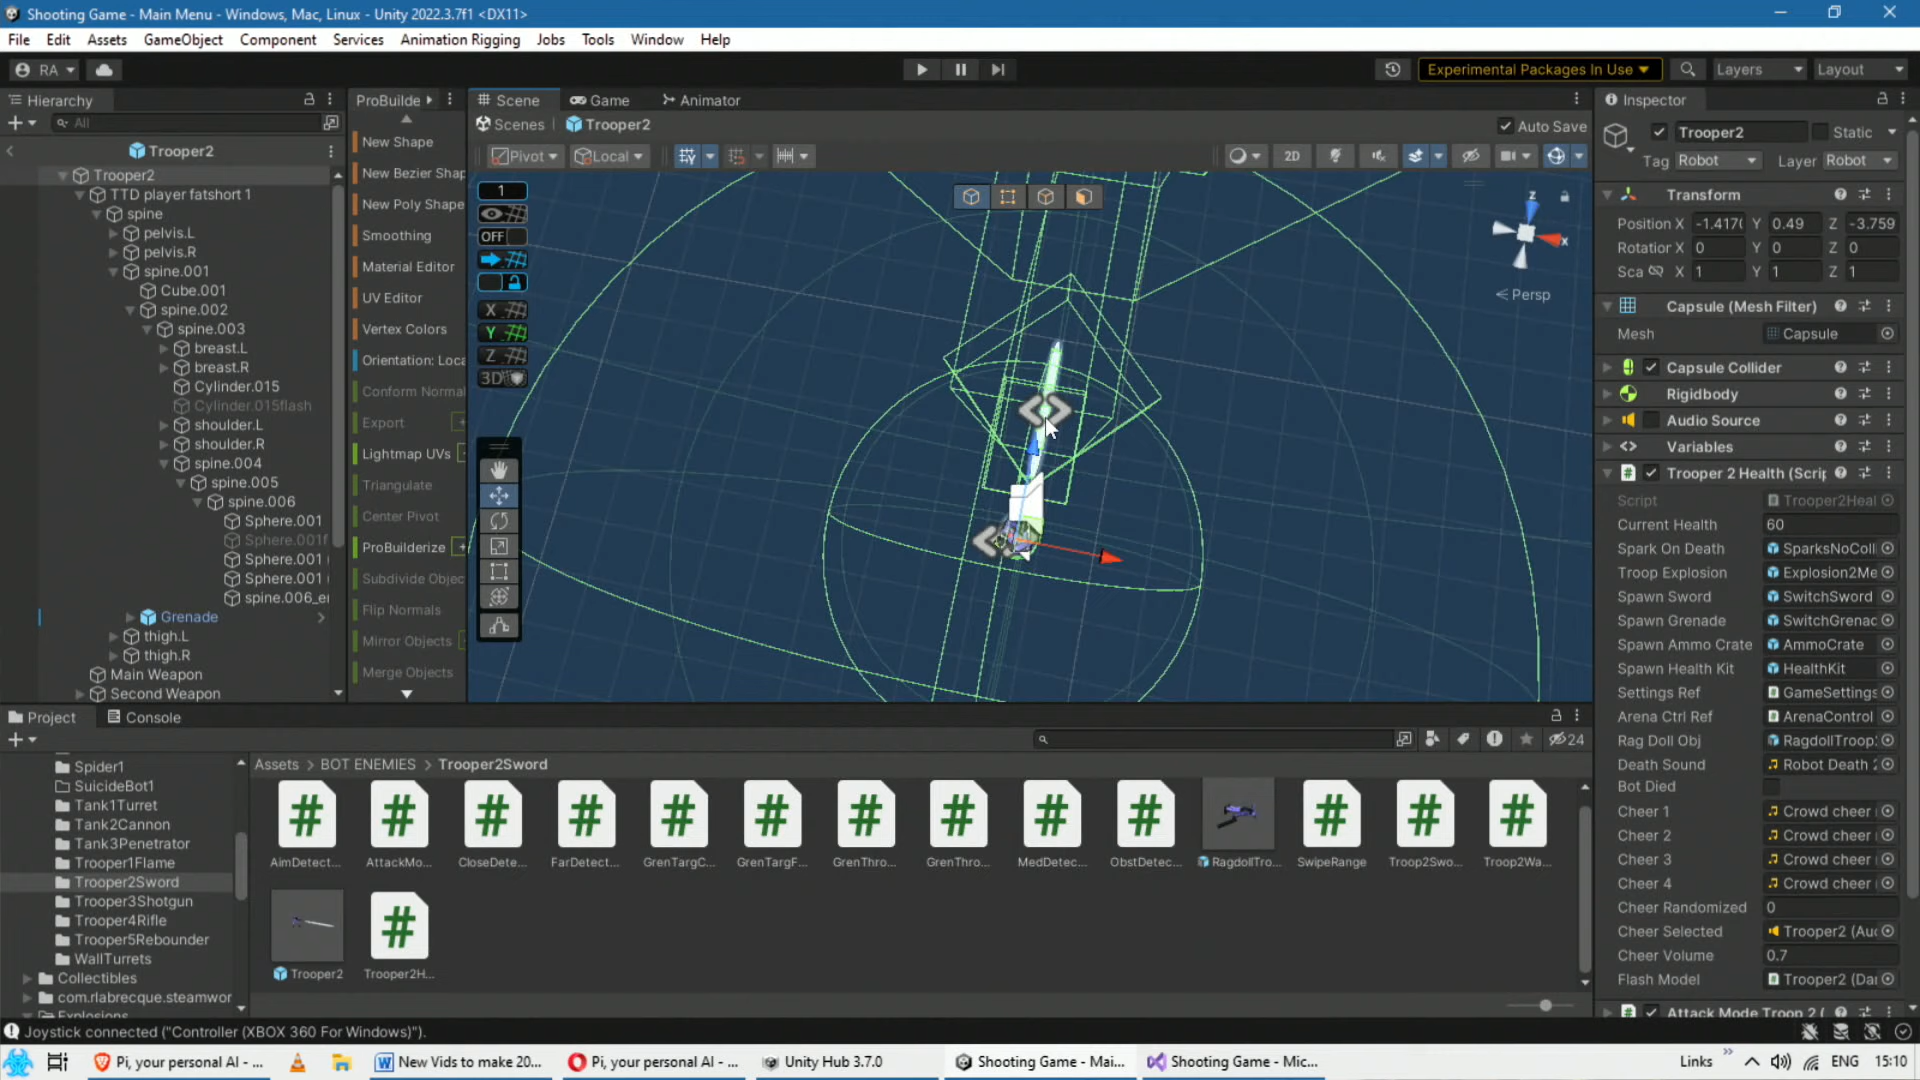 Shooting Game - Main Menu - Windows, Mac, Linux - Unity 2022.3.7f1 <DX11>
File Edit Assets GameObject Component Services Animation Rigging Jobs Tools Window Help
RA
Experimental Packages In Use
Layers
Layout
Hierarchy
All
Trooper2
Trooper2
TTD player fatshort 1
spine
pelvis.L
pelvis.R
spine.001
Cube.001
spine.002
spine.003
breast.L
breast.R
Cylinder.015
Cylinder.015flash
shoulder.L
shoulder.R
spine.004
spine.005
spine.006
Sphere.001
Sphere.001f
Sphere.001 (
Sphere.001 (
spine.006_e
Grenade
thigh.L
thigh.R
Main Weapon
Second Weapon
ProBuilde
New Shape
New Bezier Shap
New Poly Shape
Smoothing
Material Editor
UV Editor
Vertex Colors
Orientation: Loca
Conform Normal
Export
Lightmap UVs
Triangulate
Center Pivot
ProBuilderize
Subdivide Objec
Flip Normals
Mirror Objects
Merge Objects
Scene Game Animator
Scenes Trooper2
Auto Save
Pivot Local
2D
1
OFF
X
Y
Z
3D
z
x
Persp
Inspector
Trooper2 Static
Tag Robot Layer Robot
Transform
Position X -1.417( Y 0.49 Z -3.759
Rotation X 0 Y 0 Z 0
Sca X 1 Y 1 Z 1
Capsule (Mesh Filter)
Mesh Capsule
Capsule Collider
Rigidbody
Audio Source
Variables
Trooper 2 Health (Scrip
Script Trooper2Heal
Current Health 60
Spark On Death SparksNoColl
Troop Explosion Explosion2Me
Spawn Sword SwitchSword
Spawn Grenade SwitchGrenac
Spawn Ammo Crate AmmoCrate
Spawn Health Kit HealthKit
Settings Ref GameSettings
Arena Ctrl Ref ArenaControl
Rag Doll Obj RagdollTroop
Death Sound Robot Death 2
Bot Died
Cheer 1 Crowd cheer
Cheer 2 Crowd cheer
Cheer 3 Crowd cheer
Cheer 4 Crowd cheer
Cheer Randomized 0
Cheer Selected Trooper2 (Auc
Cheer Volume 0.7
Flash Model Trooper2 (Dar
Attack Mode Troop 2 (
Project Console
24
Spider1
SuicideBot1
Tank1Turret
Tank2Cannon
Tank3Penetrator
Trooper1Flame
Trooper2Sword
Trooper3Shotgun
Trooper4Rifle
Trooper5Rebounder
WallTurrets
Collectibles
com.rlabrecque.steamwor
Explosions
Assets > BOT ENEMIES > Trooper2Sword
AimDetect... AttackMo... CloseDete... FarDetect... GrenTargC... GrenTargF... GrenThro... GrenThro... MedDetec... ObstDetec... RagdollTro... SwipeRange Troop2Swo... Troop2Wa...
Trooper2 Trooper2H...
Joystick connected ("Controller (XBOX 360 For Windows)").
Pi, your personal AI - ... New Vids to make 20... Pi, your personal AI - ... Unity Hub 3.7.0 Shooting Game - Mai... Shooting Game - Mic... Links ENG 15:10